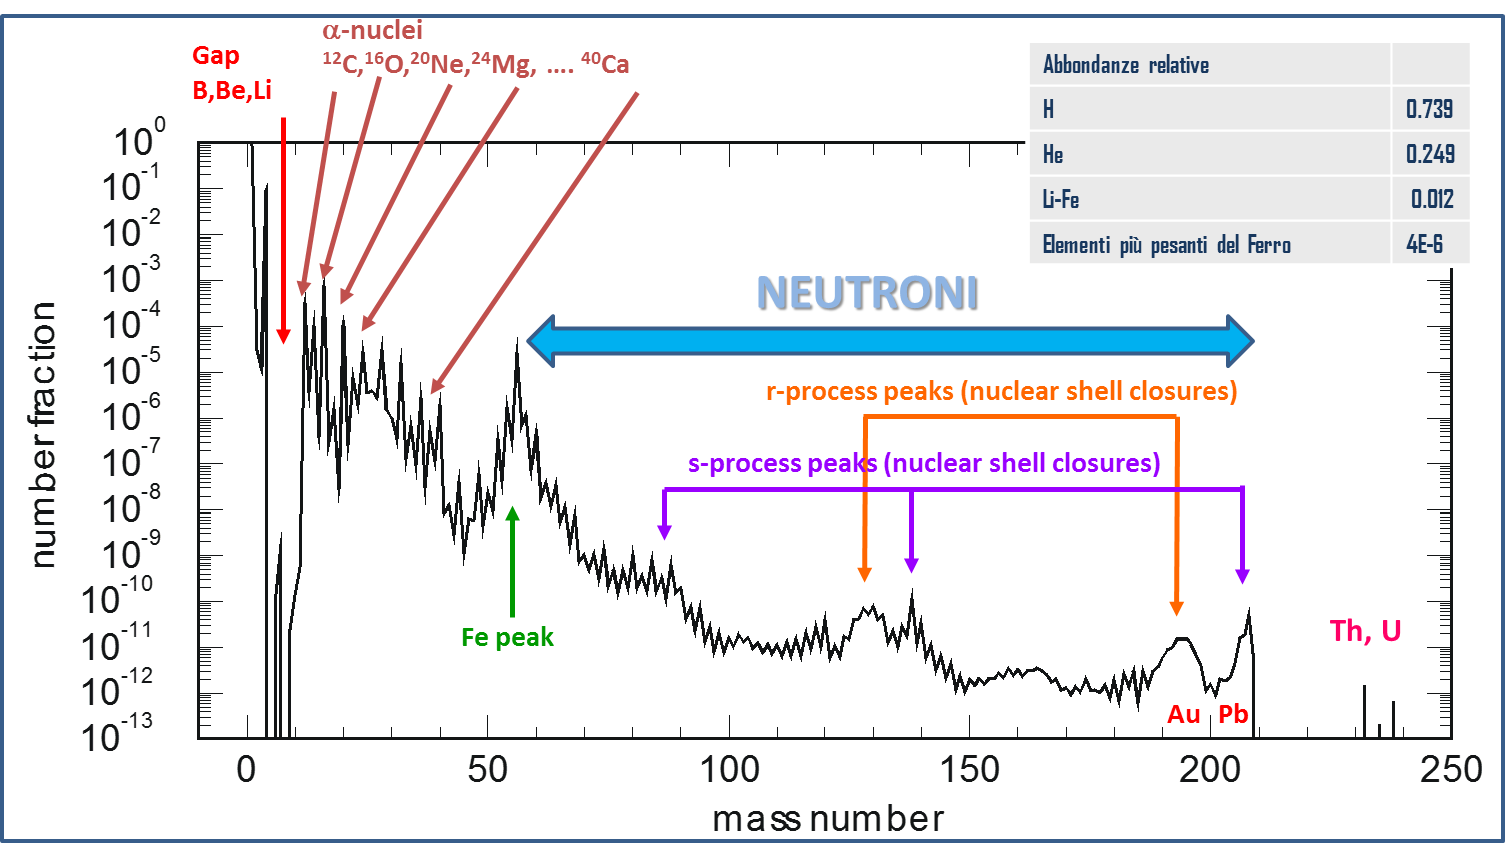 α-nuclei
¹²C,¹⁶O,²⁰Ne,²⁴Mg, .... ⁴⁰Ca
Gap
B,Be,Li
Abbondanze relative
H 0.739
He 0.249
Li-Fe 0.012
Elementi più pesanti del Ferro 4E-6
NEUTRONI
r-process peaks (nuclear shell closures)
s-process peaks (nuclear shell closures)
Fe peak
Th, U
Au Pb
number fraction
10⁰
10⁻¹
10⁻²
10⁻³
10⁻⁴
10⁻⁵
10⁻⁶
10⁻⁷
10⁻⁸
10⁻⁹
10⁻¹⁰
10⁻¹¹
10⁻¹²
10⁻¹³
0 50 100 150 200 250
mass number